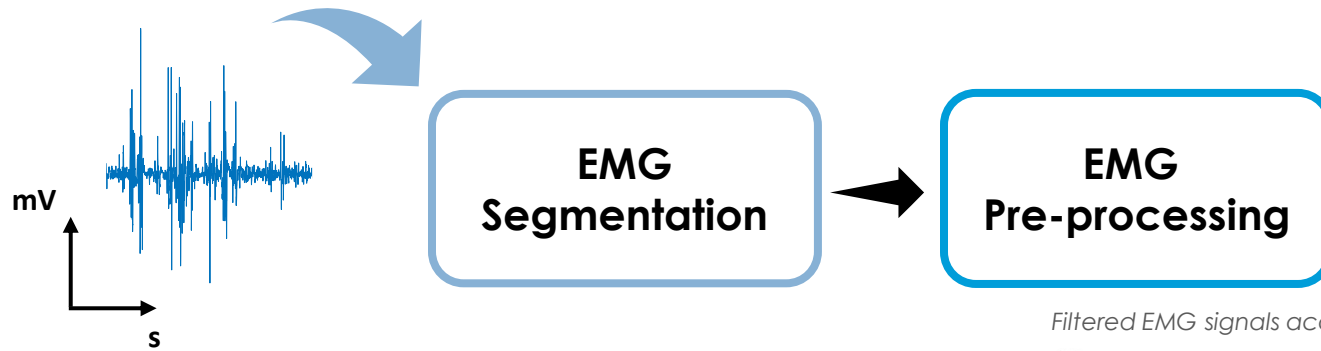 mV
s
EMG
Segmentation
EMG
Pre-processing
Filtered EMG signals